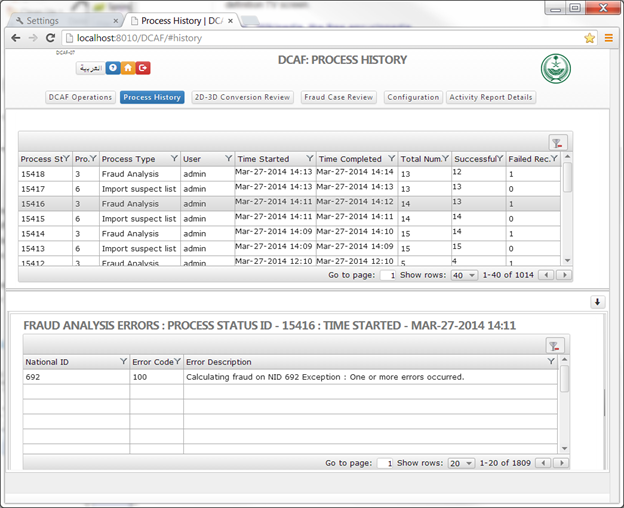 definition TV screen.
Settings
Process History | DCA
localhost:8010/DCAF/#history
DCAF-07
العربية
DCAF: PROCESS HISTORY
DCAF Operations
Process History
2D-3D Conversion Review
Fraud Case Review
Configuration
Activity Report Details
Process St Pro. Process Type User Time Started Time Completed Total Num. Successful Failed Rec.
15418 3 Fraud Analysis admin Mar-27-2014 14:13 Mar-27-2014 14:14 13 12 1
15417 6 Import suspect list admin Mar-27-2014 14:13 Mar-27-2014 14:13 13 13 0
15416 3 Fraud Analysis admin Mar-27-2014 14:11 Mar-27-2014 14:12 14 13 1
15415 6 Import suspect list admin Mar-27-2014 14:11 Mar-27-2014 14:11 14 14 0
15414 3 Fraud Analysis admin Mar-27-2014 14:09 Mar-27-2014 14:10 15 14 1
15413 6 Import suspect list admin Mar-27-2014 14:09 Mar-27-2014 14:09 15 15 0
15412 3 Fraud Analysis admin Mar-27-2014 12:10 Mar-27-2014 12:10 5 4 1
Go to page: 1 Show rows: 40 1-40 of 1014
FRAUD ANALYSIS ERRORS : PROCESS STATUS ID - 15416 : TIME STARTED - MAR-27-2014 14:11
National ID Error Code Error Description
692 100 Calculating fraud on NID 692 Exception : One or more errors occurred.
Go to page: 1 Show rows: 20 1-20 of 1809